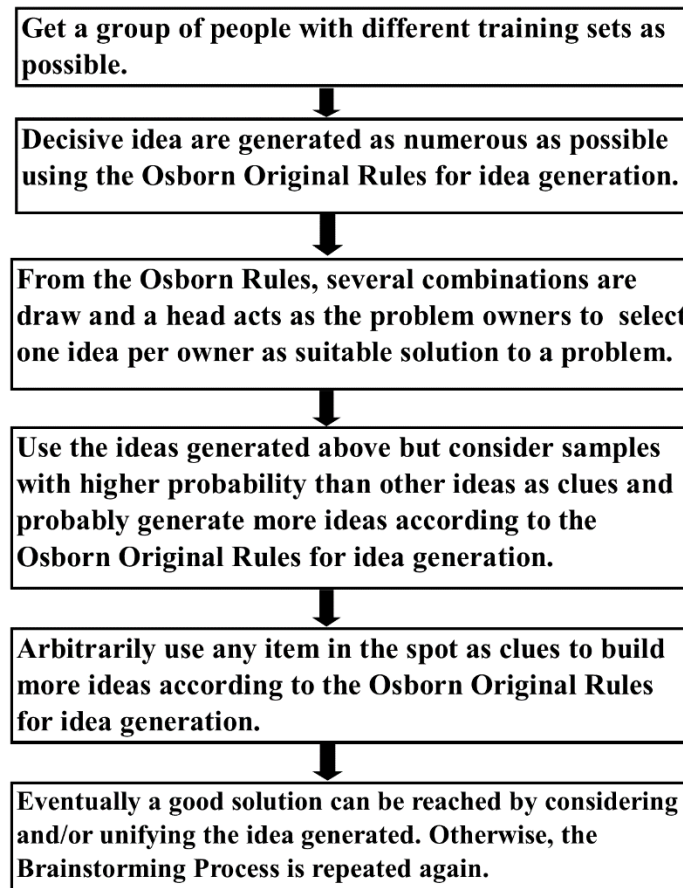 Get a group of people with different training sets as
possible.
Decisive idea are generated as numerous as possible
using the Osborn Original Rules for idea generation.
From the Osborn Rules, several combinations are
draw and a head acts as the problem owners to select
one idea per owner as suitable solution to a problem.
Use the ideas generated above but consider samples
with higher probability than other ideas as clues and
probably generate more ideas according to the
Osborn Original Rules for idea generation.
Arbitrarily use any item in the spot as clues to build
more ideas according to the Osborn Original Rules
for idea generation.
Eventually a good solution can be reached by considering
and/or unifying the idea generated. Otherwise, the
Brainstorming Process is repeated again.